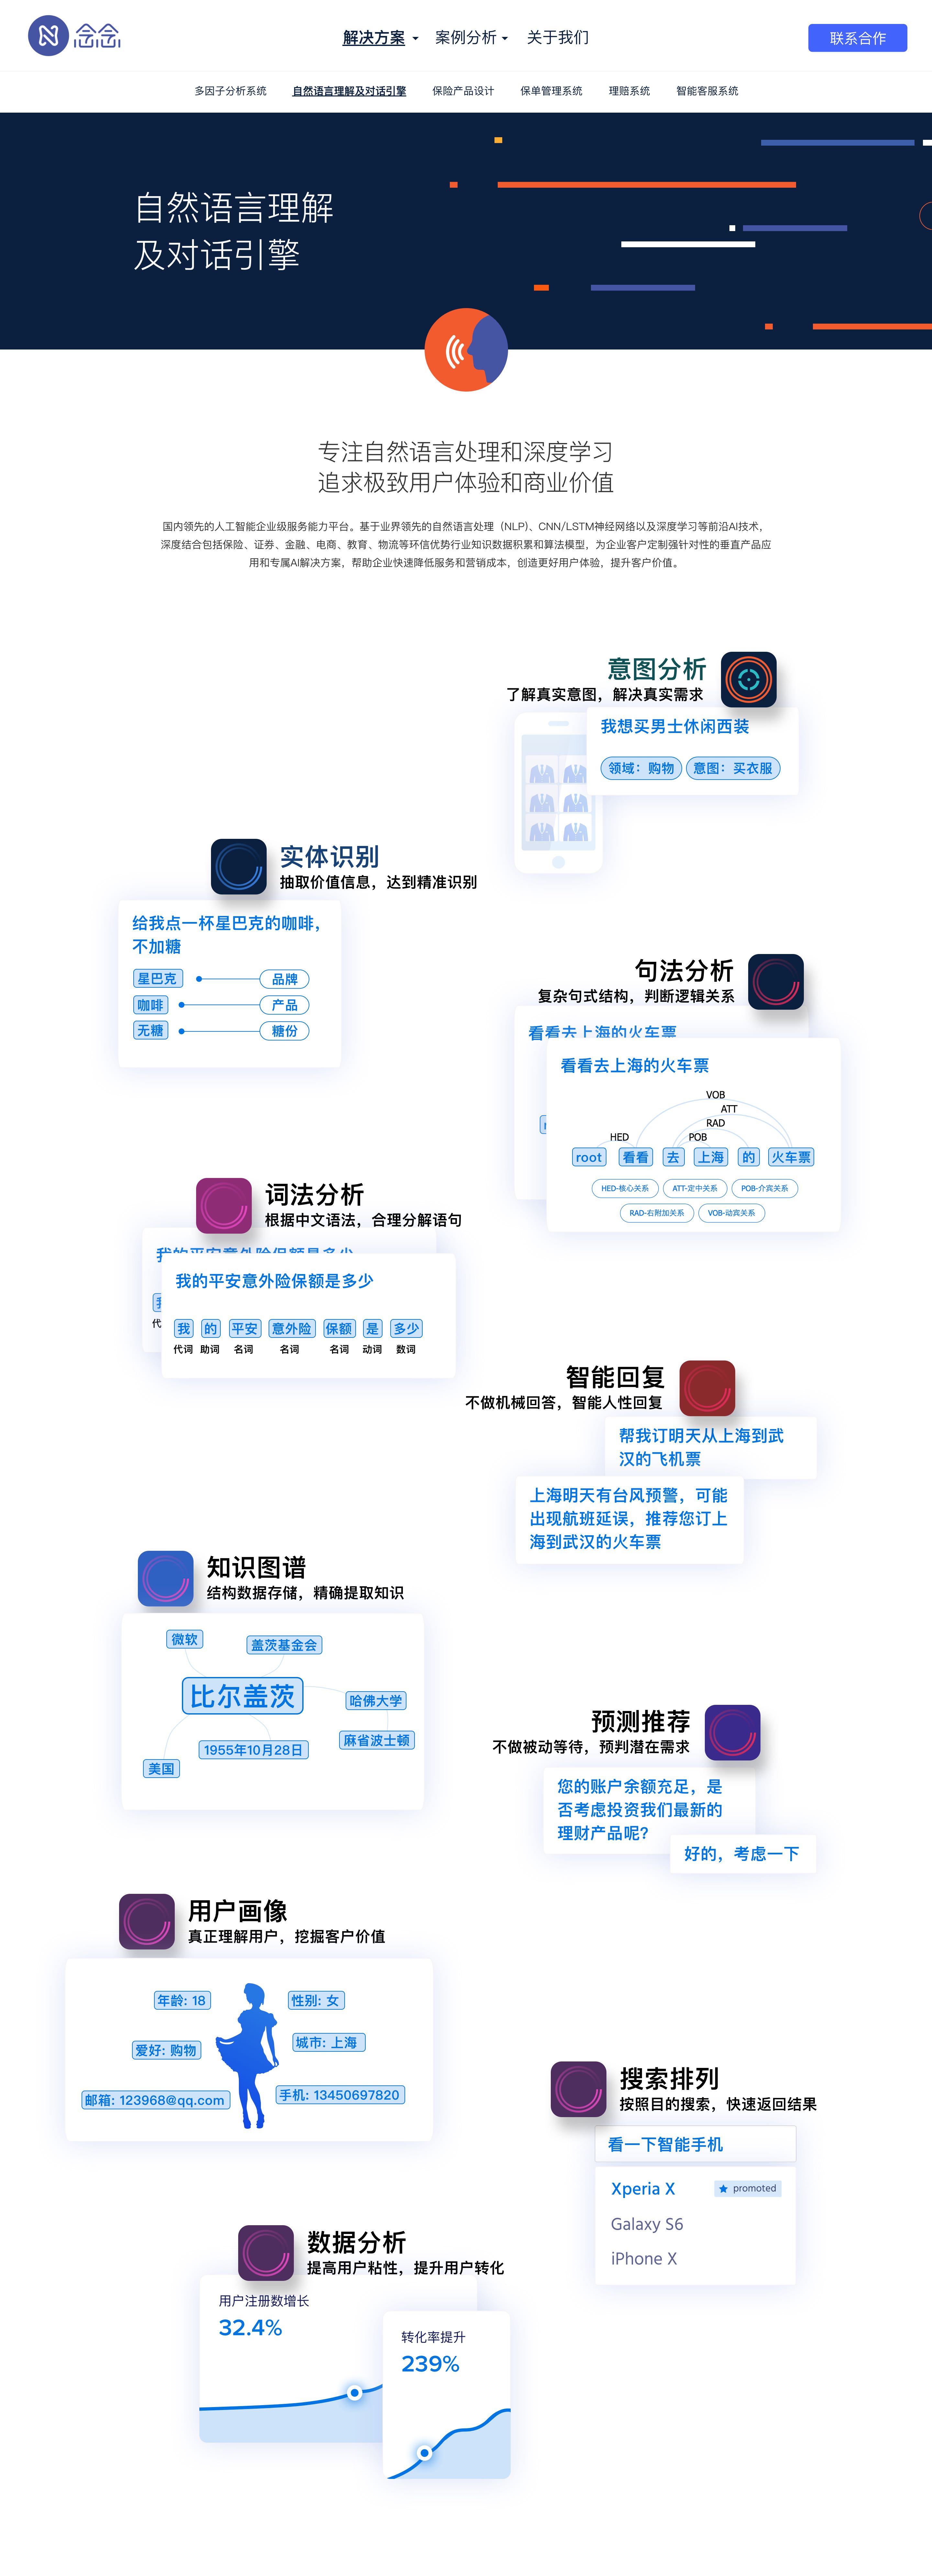 念念
解决方案
案例分析
关于我们
联系合作
多因子分析系统
自然语言理解及对话引擎
保险产品设计
保单管理系统
理赔系统
智能客服系统
自然语言理解
及对话引擎
专注自然语言处理和深度学习
追求极致用户体验和商业价值
国内领先的人工智能企业级服务能力平台。基于业界领先的自然语言处理（NLP)、CNN/LSTM神经网络以及深度学习等前沿AI技术，
深度结合包括保险、证券、金融、电商、教育、物流等环信优势行业知识数据积累和算法模型，为企业客户定制强针对性的垂直产品应
用和专属AI解决方案，帮助企业快速降低服务和营销成本，创造更好用户体验，提升客户价值。
意图分析
了解真实意图，解决真实需求
我想买男士休闲西装
领域：购物
意图：买衣服
实体识别
抽取价值信息，达到精准识别
给我点一杯星巴克的咖啡，
不加糖
星巴克
品牌
咖啡
产品
无糖
糖份
句法分析
复杂句式结构，判断逻辑关系
看看去上海的火车票
看看去上海的火车票
VOB
ATT
RAD
HED
POB
root
看看
去
上海
的
火车票
HED-核心关系
ATT-定中关系
POB-介宾关系
RAD-右附加关系
VOB-动宾关系
词法分析
根据中文语法，合理分解语句
我的平安意外险保额是多少
代
我的平安意外险保额是多少
我
的
平安
意外险
保额
是
多少
代词
助词
名词
名词
名词
动词
数词
智能回复
不做机械回答，智能人性回复
帮我订明天从上海到武
汉的飞机票
上海明天有台风预警，可能
出现航班延误，推荐您订上
海到武汉的火车票
知识图谱
结构数据存储，精确提取知识
微软
盖茨基金会
比尔盖茨
哈佛大学
麻省波士顿
1955年10月28日
美国
预测推荐
不做被动等待，预判潜在需求
您的账户余额充足，是
否考虑投资我们最新的
理财产品呢？
好的，考虑一下
用户画像
真正理解用户，挖掘客户价值
年龄: 18
性别: 女
爱好: 购物
城市: 上海
邮箱: 123968@qq.com
手机: 13450697820
搜索排列
按照目的搜索，快速返回结果
看一下智能手机
Xperia X
promoted
Galaxy S6
iPhone X
数据分析
提高用户粘性，提升用户转化
用户注册数增长
32.4%
转化率提升
239%